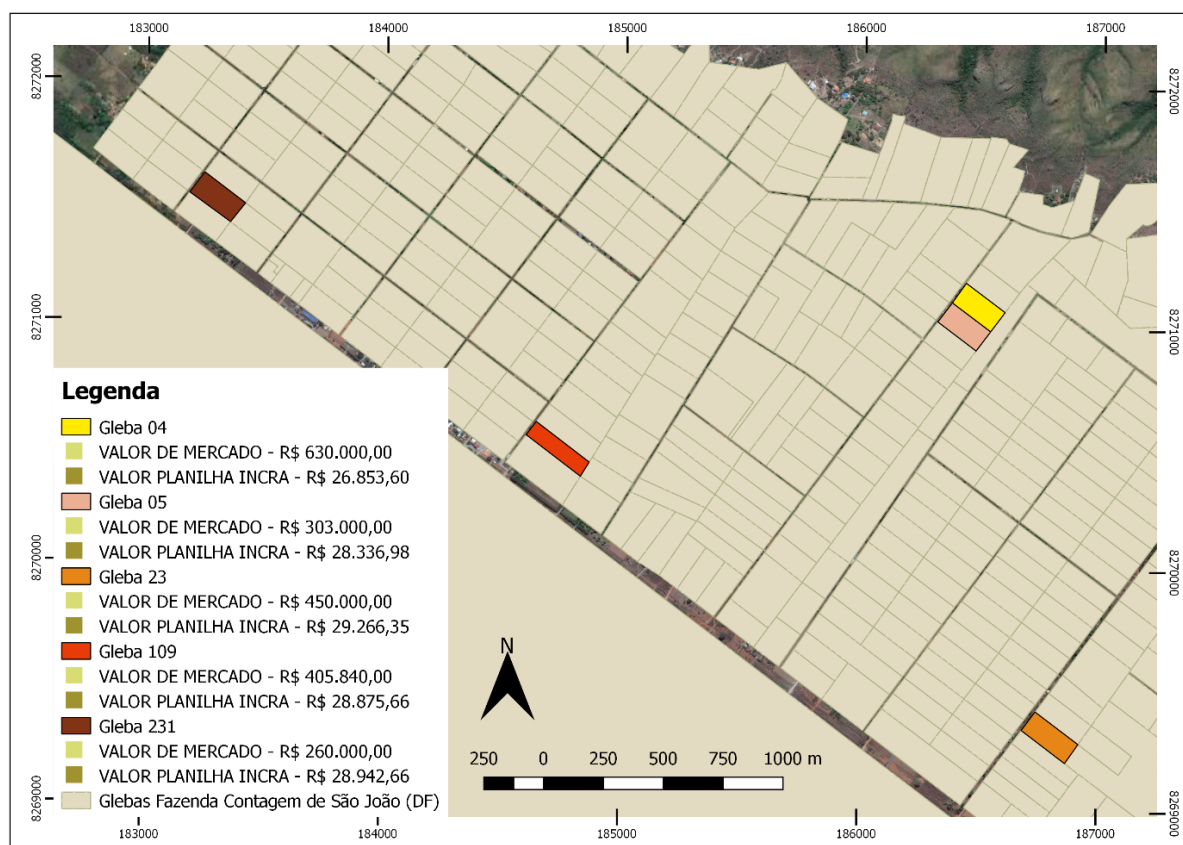 183000 184000 185000 186000 187000
8272000
8272000
8271000
8271000
Legenda
Gleba 04
VALOR DE MERCADO - R$ 630.000,00
VALOR PLANILHA INCRA - R$ 26.853,60
Gleba 05
VALOR DE MERCADO - R$ 303.000,00
VALOR PLANILHA INCRA - R$ 28.336,98
Gleba 23
VALOR DE MERCADO - R$ 450.000,00
VALOR PLANILHA INCRA - R$ 29.266,35
Gleba 109
VALOR DE MERCADO - R$ 405.840,00
VALOR PLANILHA INCRA - R$ 28.875,66
Gleba 231
VALOR DE MERCADO - R$ 260.000,00
VALOR PLANILHA INCRA - R$ 28.942,66
Glebas Fazenda Contagem de São João (DF)
8270000
8270000
N
250 0 250 500 750 1000 m
8269000
8269000
183000 184000 185000 186000 187000